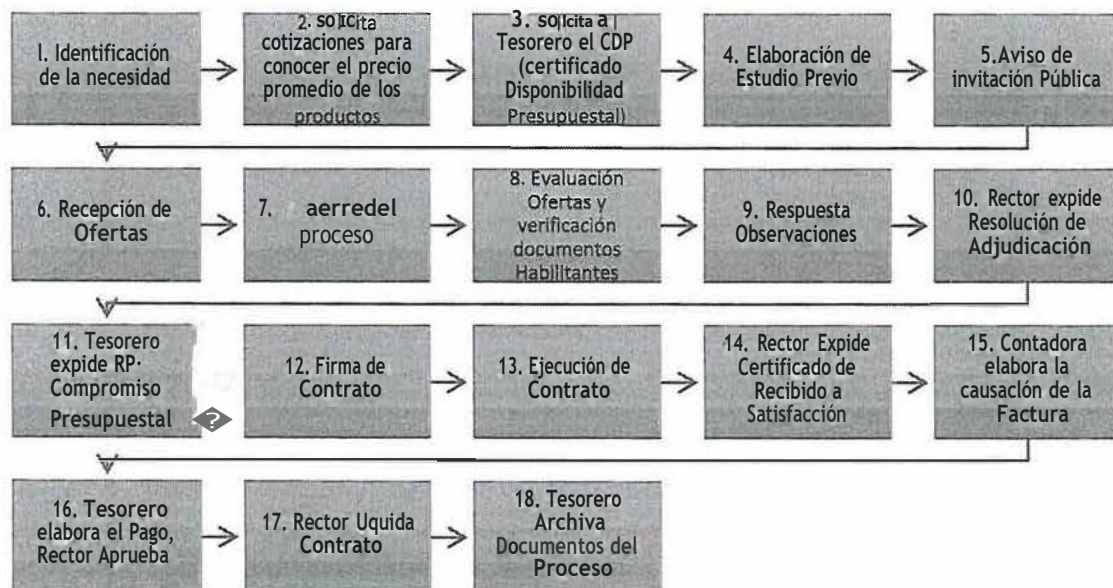 l. Identificación
de la necesidad
2. solicita
cotizaciones para
conocer el precio
promedio de los
productos
3. solicita al
Tesorero el CDP
(certificado
Disponibilidad
Presupuestal)
4. Elaboración de
Estudio Previo
5.Aviso de
invitación Pública
6. Recepción de
Ofertas
7. aerredel
proceso
8. Evaluación
Ofertas y
verificación
documentos
Habilitantes
9. Respuesta
Observaciones
10. Rector expide
Resolución de
Adjudicación
11. Tesorero
expide RP·
Compromiso
Presupuestal
12. Firma de
Contrato
13. Ejecución de
Contrato
14. Rector Expide
Certificado de
Recibido a
Satisfacción
15. Contadora
elabora la
causación de la
Factura
16. Tesorero
elabora el Pago,
Rector Aprueba
17. Rector Uquida
Contrato
18. Tesorero
Archiva
Documentos del
Proceso